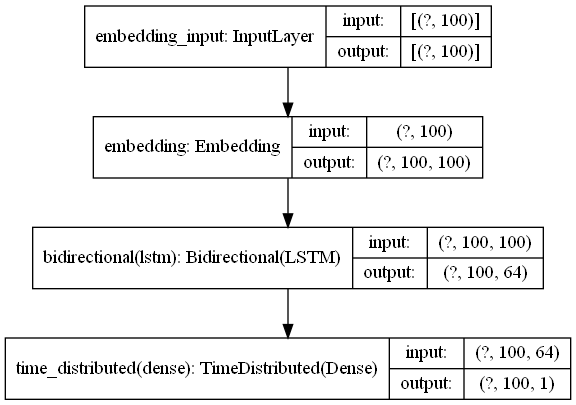 embedding_input: InputLayer
input:
[(?, 100)]
output:
[(?, 100)]
embedding: Embedding
input:
(?, 100)
output:
(?, 100, 100)
bidirectional(lstm): Bidirectional(LSTM)
input:
(?, 100, 100)
output:
(?, 100, 64)
time_distributed(dense): TimeDistributed(Dense)
input:
(?, 100, 64)
output:
(?, 100, 1)